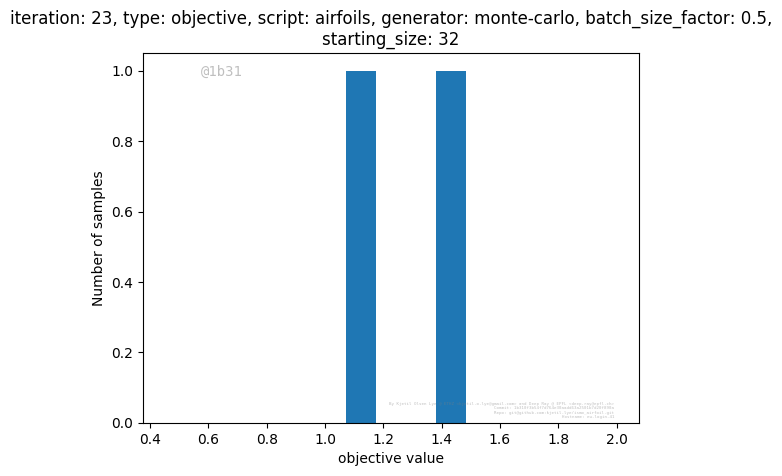 iteration: 23, type: objective, script: airfoils, generator: monte-carlo, batch_size_factor: 0.5,
starting_size: 32
@1b31
1.0
0.8
0.6
0.4
0.2
0.0
Number of samples
0.4 0.6 0.8 1.0 1.2 1.4 1.6 1.8 2.0
objective value